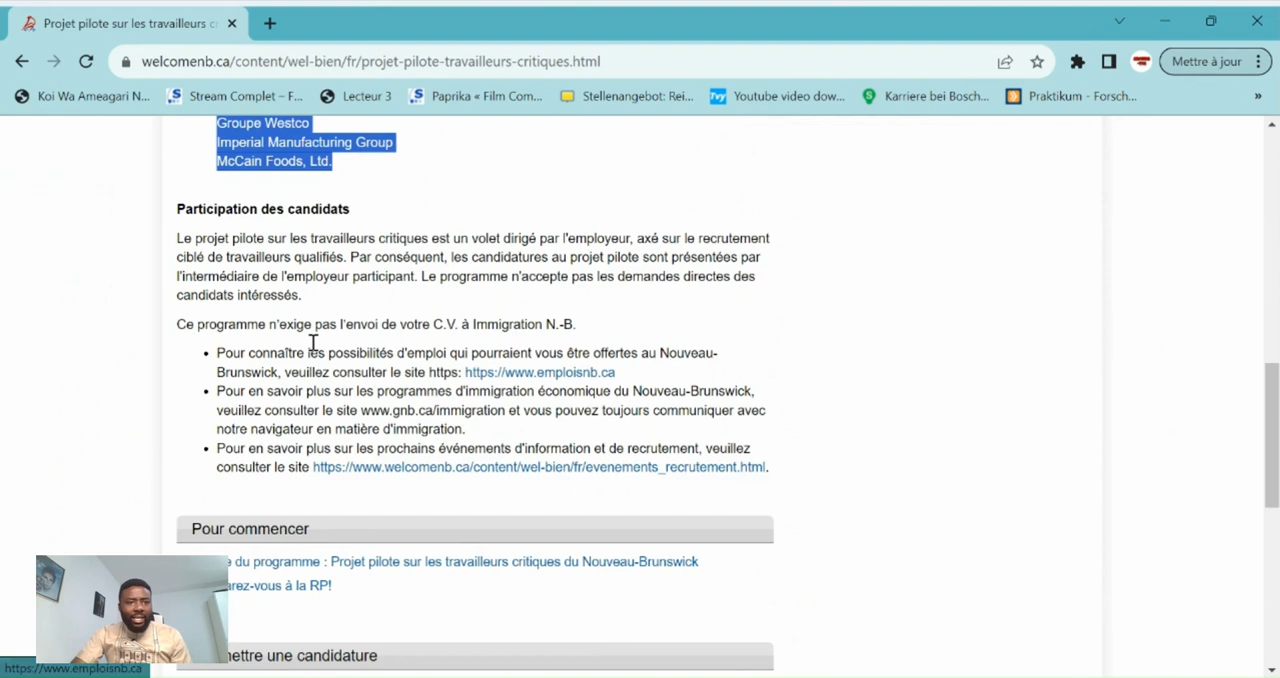 Projet pilote sur les travailleurs c
Mettre à jour
welcomenb.ca/content/wel-bien/fr/projet-pilote-travailleurs-critiques.html
Koi Wa Ameagari N... Stream Complet – F... Lecteur 3 Paprika « Film Com... Stellenangebot: Rei... Youtube video dow... Karriere bei Bosch... Praktikum - Forsch... »
Groupe Westco
Imperial Manufacturing Group
McCain Foods, Ltd.
Participation des candidats
Le projet pilote sur les travailleurs critiques est un volet dirigé par l'employeur, axé sur le recrutement
ciblé de travailleurs qualifiés. Par conséquent, les candidatures au projet pilote sont présentées par
l'intermédiaire de l'employeur participant. Le programme n'accepte pas les demandes directes des
candidats intéressés.
Ce programme n'exige pas l'envoi de votre C.V. à Immigration N.-B.
• Pour connaître les possibilités d'emploi qui pourraient vous être offertes au Nouveau-
Brunswick, veuillez consulter le site https: https://www.emploisnb.ca
• Pour en savoir plus sur les programmes d'immigration économique du Nouveau-Brunswick,
veuillez consulter le site www.gnb.ca/immigration et vous pouvez toujours communiquer avec
notre navigateur en matière d'immigration.
• Pour en savoir plus sur les prochains événements d'information et de recrutement, veuillez
consulter le site https://www.welcomenb.ca/content/wel-bien/fr/evenements_recrutement.html.
Pour commencer
e du programme : Projet pilote sur les travailleurs critiques du Nouveau-Brunswick
arez-vous à la RP!
mettre une candidature
https://www.emploisnb.ca